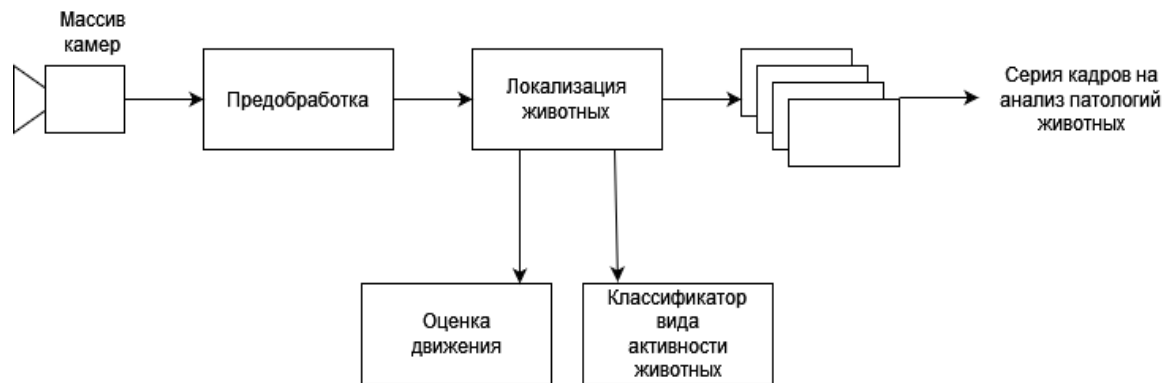 Массив
камер
Предобработка
Локализация
животных
Серия кадров на
анализ патологий
животных
Оценка
движения
Классификатор
вида
активности
животных